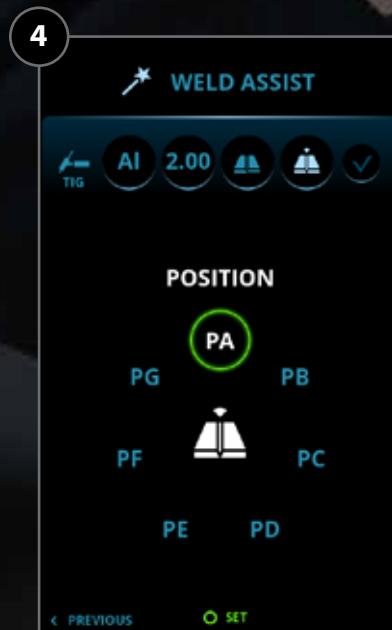 4
WELD ASSIST
TIG Al 2.00
POSITION
PA
PG PB
PF PC
PE PD
< PREVIOUS SET